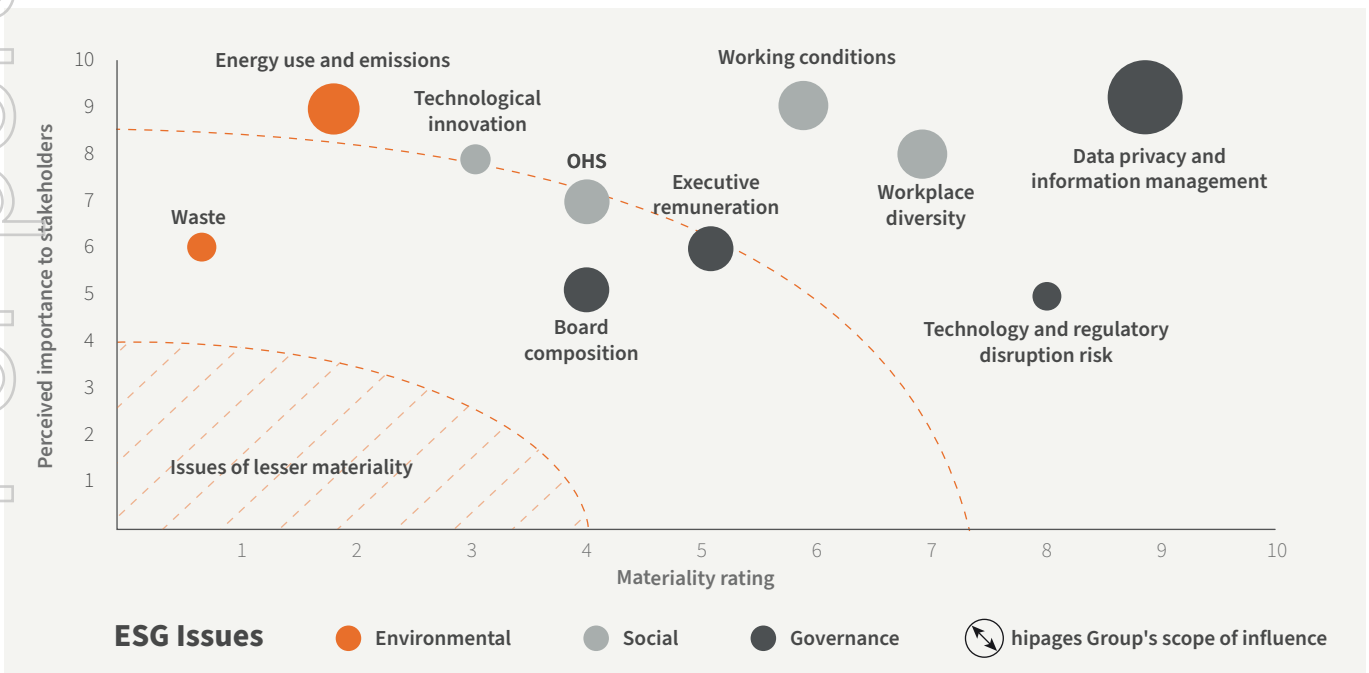 Perceived importance to stakeholders
10
9
8
7
6
5
4
3
2
1
Energy use and emissions
Technological
innovation
Working conditions
OHS
Executive
remuneration
Data privacy and
information management
Workplace
diversity
Waste
Board
composition
Technology and regulatory
disruption risk
Issues of lesser materiality
1 2 3 4 5 6 7 8 9 10
Materiality rating
ESG Issues Environmental Social Governance hipages Group's scope of influence